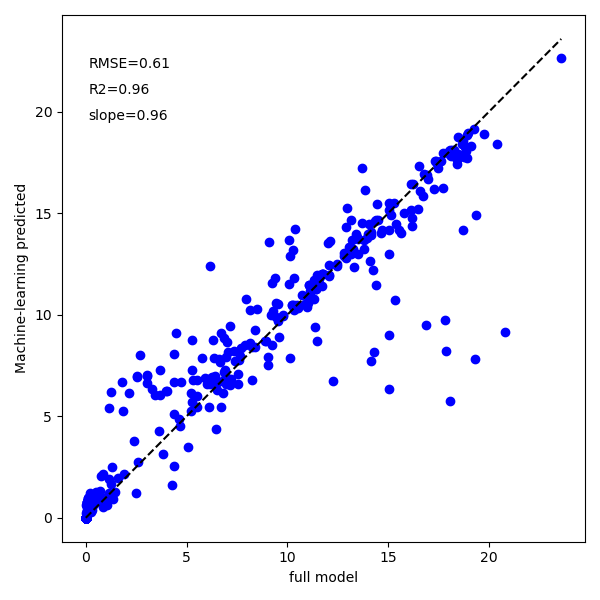 RMSE=0.61
R2=0.96
slope=0.96
20
15
10
5
0
Machine-learning predicted
0 5 10 15 20
full model